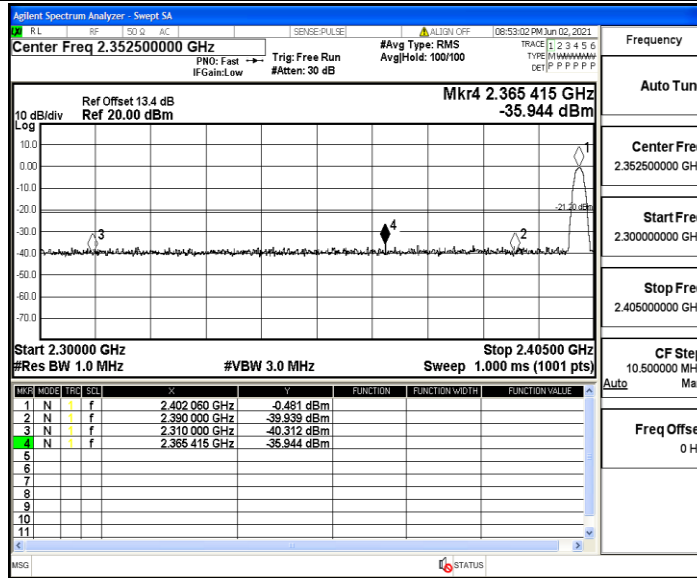 Agilent Spectrum Analyzer - Swept SA
RL RF 50 Ω AC SENSE:PULSE ALIGN OFF 08:53:02 PM Jun 02, 2021
Center Freq 2.352500000 GHz
PNO: Fast Trig: Free Run
IFGain:Low #Atten: 30 dB
#Avg Type: RMS
Avg|Hold: 100/100
TRACE 1 2 3 4 5 6
TYPE M WWWWW
DET P P P P P P
Mkr4 2.365 415 GHz
-35.944 dBm
Ref Offset 13.4 dB
10 dB/div Ref 20.00 dBm
Log
10.0
0.00
-10.0
-20.0
-30.0
-40.0
-50.0
-60.0
-70.0
1
-21.20 dBm
3
4
2
Start 2.30000 GHz Stop 2.40500 GHz
#Res BW 1.0 MHz #VBW 3.0 MHz Sweep 1.000 ms (1001 pts)
MKR MODE TRC SCL X Y FUNCTION FUNCTION WIDTH FUNCTION VALUE
1 N 1 f 2.402 060 GHz -0.481 dBm
2 N 1 f 2.390 000 GHz -39.939 dBm
3 N 1 f 2.310 000 GHz -40.312 dBm
4 N 1 f 2.365 415 GHz -35.944 dBm
5
6
7
8
9
10
11
MSG STATUS
Frequency
Auto Tun
Center Fre
2.352500000 GH
Start Fre
2.300000000 GH
Stop Fre
2.405000000 GH
CF Step
10.500000 MH
Auto Ma
Freq Offse
0 H